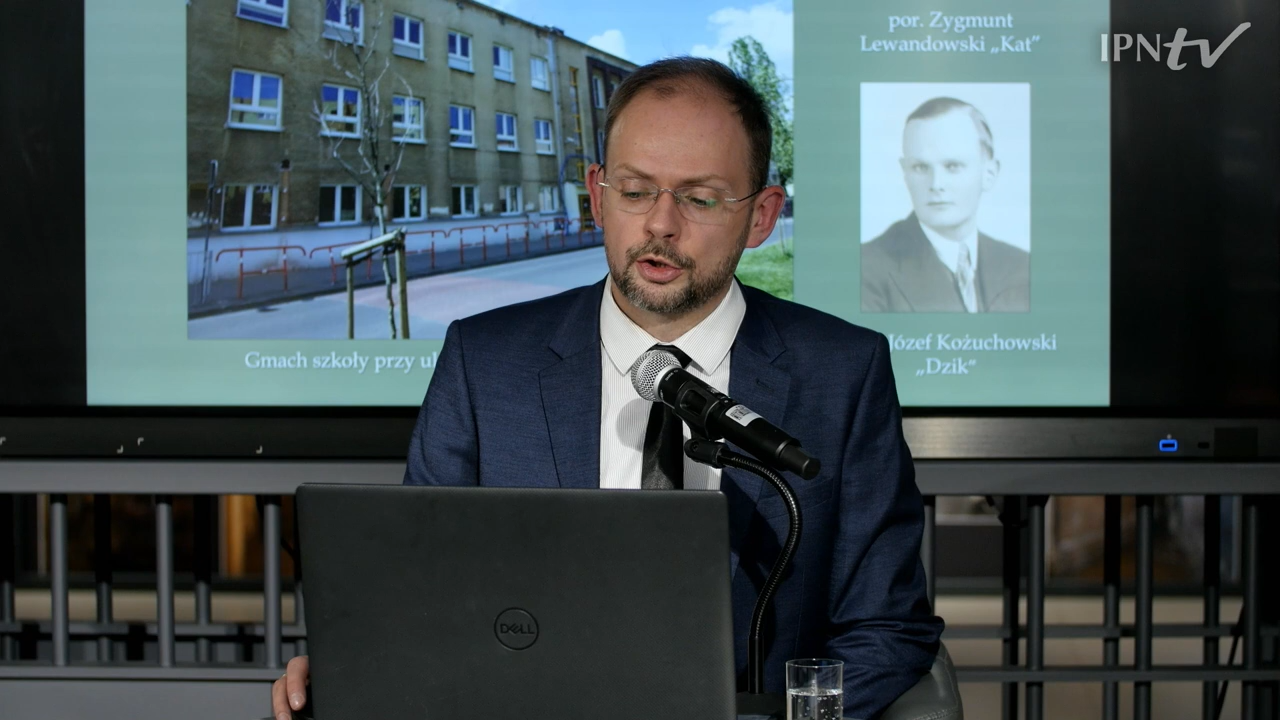 por. Zygmunt
Lewandowski „Kat”
IPNtv
Gmach szkoły przy ul
Józef Kożuchowski
„Dzik”
DELL